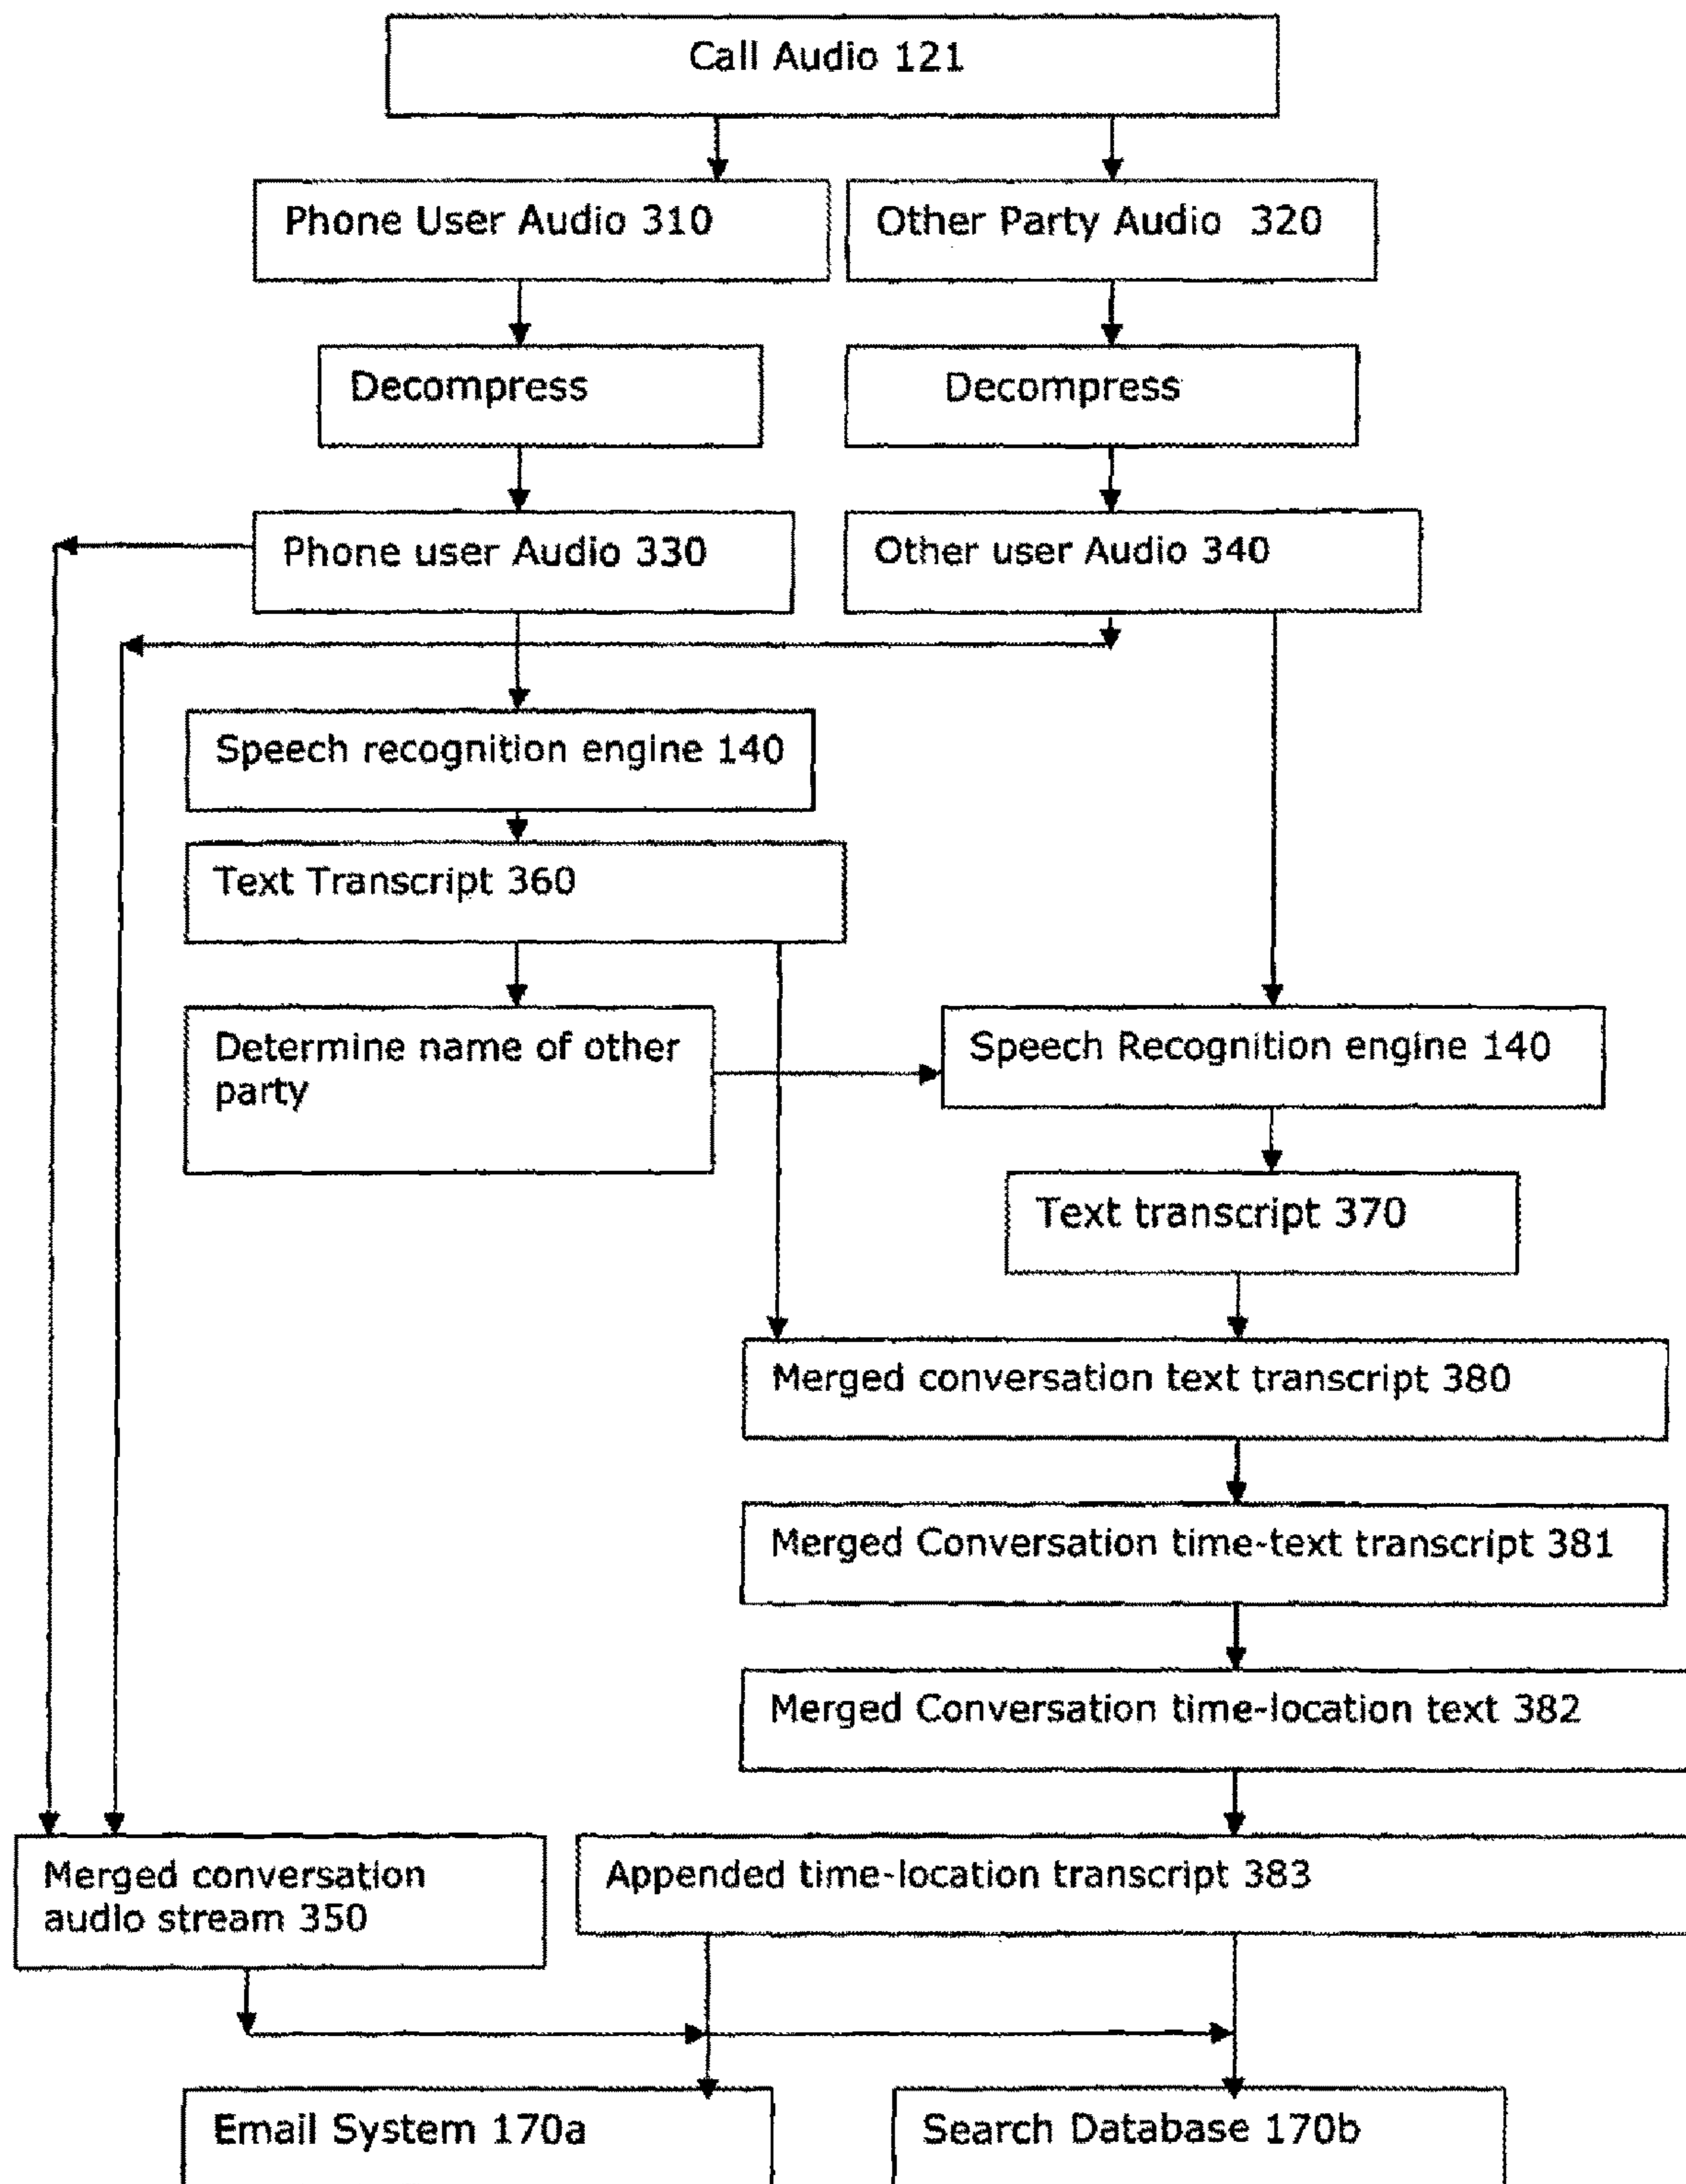 Call Audio 121
Phone User Audio 310
Other Party Audio 320
Decompress
Decompress
Phone user Audio 330
Other user Audio 340
Speech recognition engine 140
Text Transcript 360
Determine name of other
party
Speech Recognition engine 140
Text transcript 370
Merged conversation text transcript 380
Merged Conversation time-text transcript 381
Merged Conversation time-location text 382
Merged conversation
audio stream 350
Appended time-location transcript 383
Email System 170a
Search Database 170b